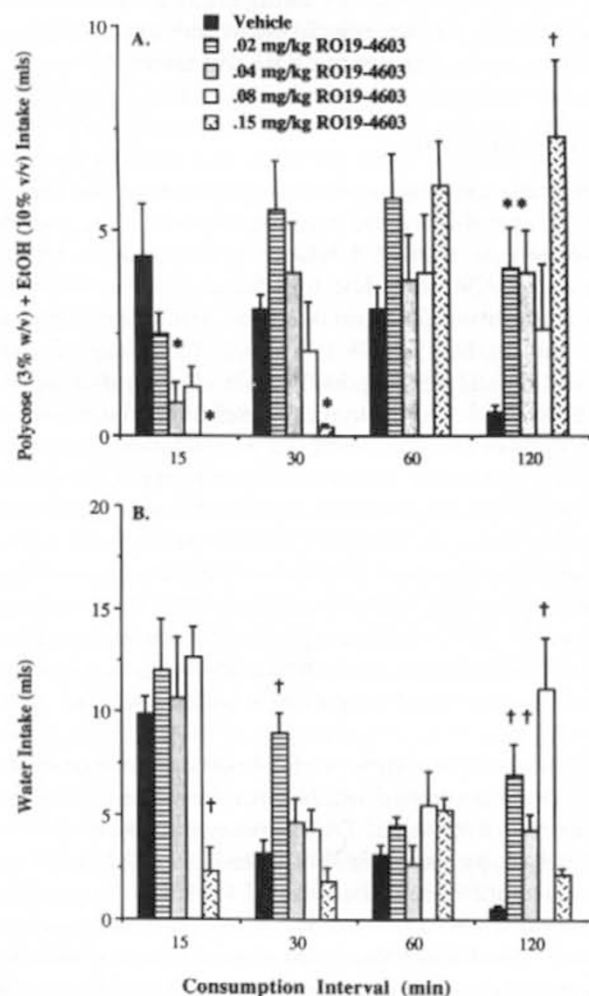 10
A.
Vehicle
.02 mg/kg RO19-4603
.04 mg/kg RO19-4603
.08 mg/kg RO19-4603
.15 mg/kg RO19-4603
†
**
5
*
*
*
0
15 30 60 120
Polycose (3% w/v) + EtOH (10% v/v) Intake (mls)
20
B.
15
†
†
10
† †
5
†
0
15 30 60 120
Water Intake (mls)
Consumption Interval (min)